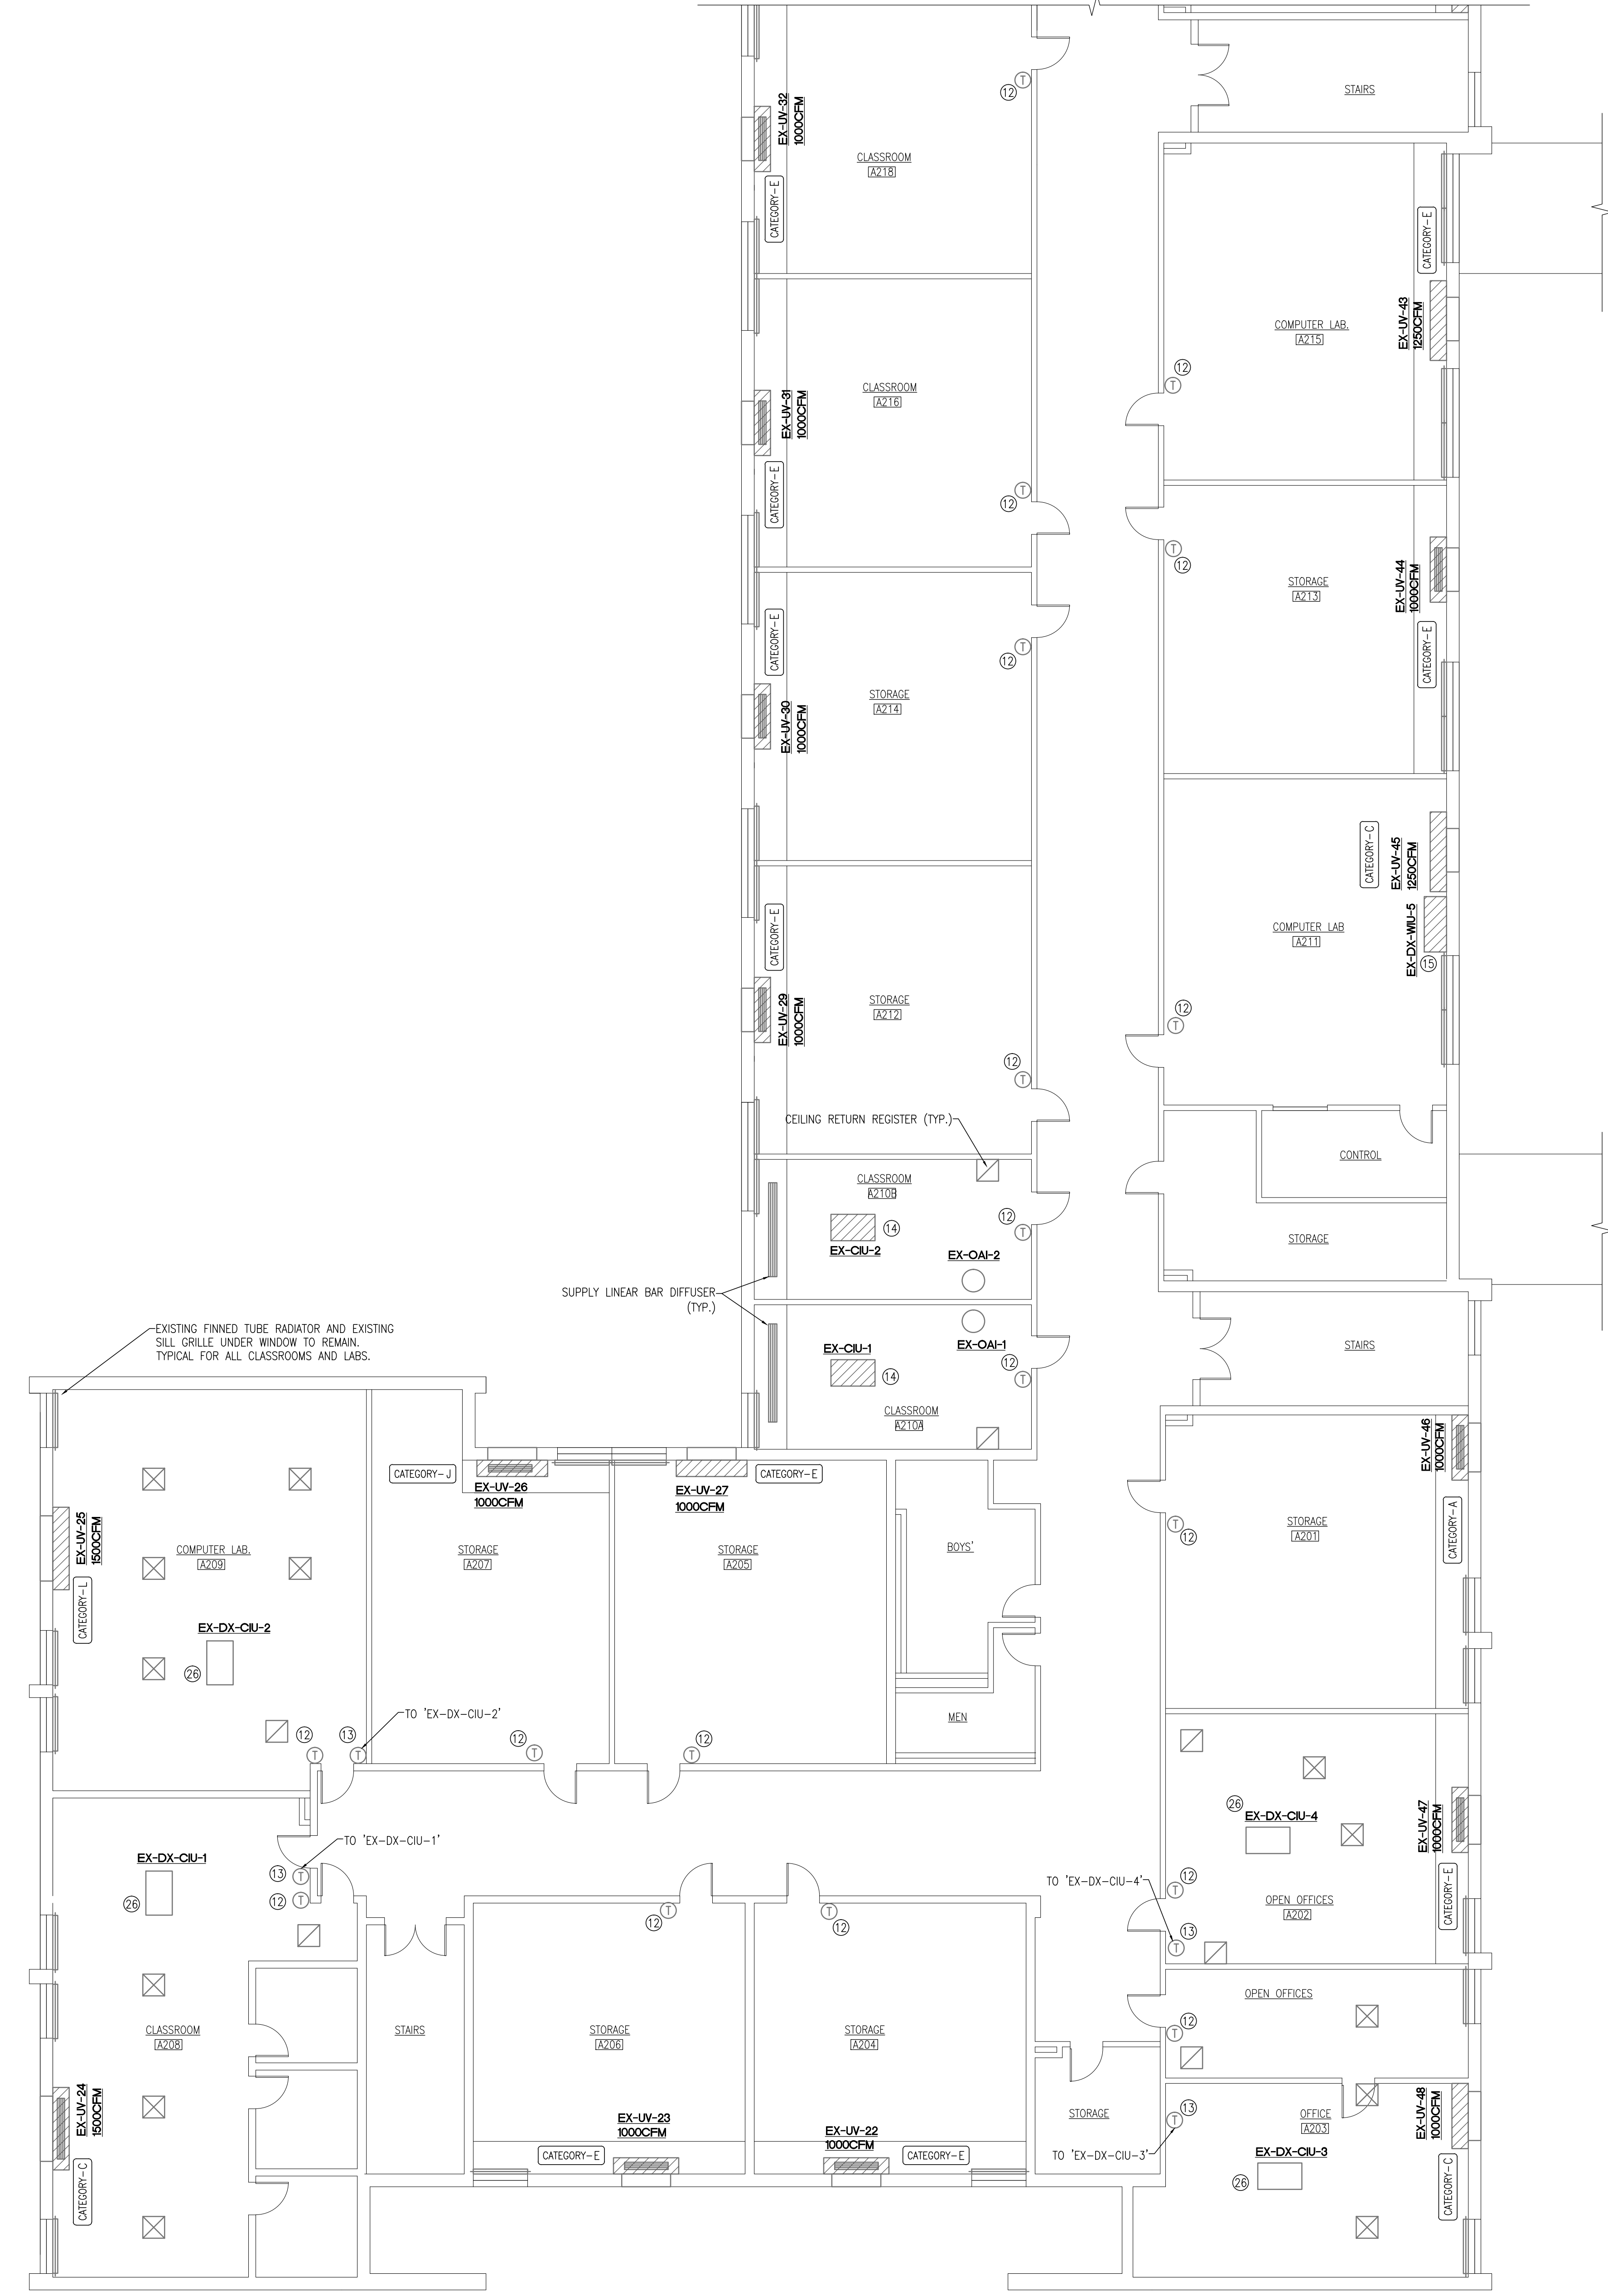 STAIRS
EX-UV-32
1000CFM
12
CLASSROOM
A218
CATEGORY-E
CATEGORY-E
EX-UV-43
1250CFM
COMPUTER LAB.
A215
12
EX-UV-31
1000CFM
CLASSROOM
A216
CATEGORY-E
12
12
EX-UV-44
1000CFM
STORAGE
A213
CATEGORY-E
CATEGORY-E
12
STORAGE
A214
EX-UV-30
1000CFM
CATEGORY-C
EX-UV-45
1250CFM
COMPUTER LAB
A211
EX-DX-WIU-5
15
12
CATEGORY-E
EX-UV-29
1000CFM
STORAGE
A212
12
CEILING RETURN REGISTER (TYP.)
CONTROL
STORAGE
CLASSROOM
A210B
14
12
EX-CIU-2
EX-OAI-2
SUPPLY LINEAR BAR DIFFUSER
(TYP.)
EX-CIU-1
EX-OAI-1
14
12
CLASSROOM
A210A
STAIRS
EXISTING FINNED TUBE RADIATOR AND EXISTING
SILL GRILLE UNDER WINDOW TO REMAIN.
TYPICAL FOR ALL CLASSROOMS AND LABS.
CATEGORY-J
EX-UV-26
1000CFM
EX-UV-27
1000CFM
CATEGORY-E
EX-UV-46
1000CFM
CATEGORY-A
STORAGE
A201
12
EX-UV-25
1500CFM
COMPUTER LAB.
A209
CATEGORY-L
STORAGE
A207
STORAGE
A205
BOYS'
MEN
EX-DX-CIU-2
26
TO 'EX-DX-CIU-2'
12
13
12
12
26
EX-DX-CIU-4
EX-UV-47
1000CFM
CATEGORY-E
OPEN OFFICES
A202
12
TO 'EX-DX-CIU-4'
13
TO 'EX-DX-CIU-1'
EX-DX-CIU-1
26
13
12
12
12
OPEN OFFICES
12
CLASSROOM
A208
STAIRS
STORAGE
A206
STORAGE
A204
EX-UV-24
1500CFM
CATEGORY-C
EX-UV-23
1000CFM
CATEGORY-E
EX-UV-22
1000CFM
CATEGORY-E
STORAGE
13
TO 'EX-DX-CIU-3'
OFFICE
A203
EX-DX-CIU-3
26
EX-UV-48
1000CFM
CATEGORY-C